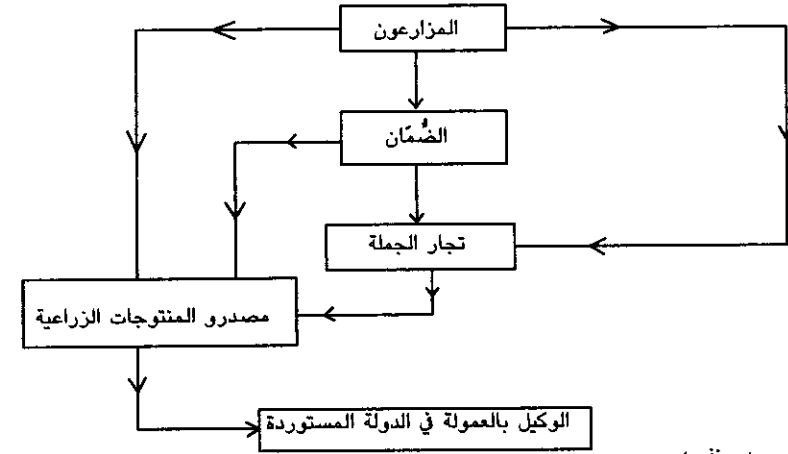 المزارعون
الضُّمّان
تجار الجملة
مصدرو المنتوجات الزراعية
الوكيل بالعمولة في الدولة المستوردة